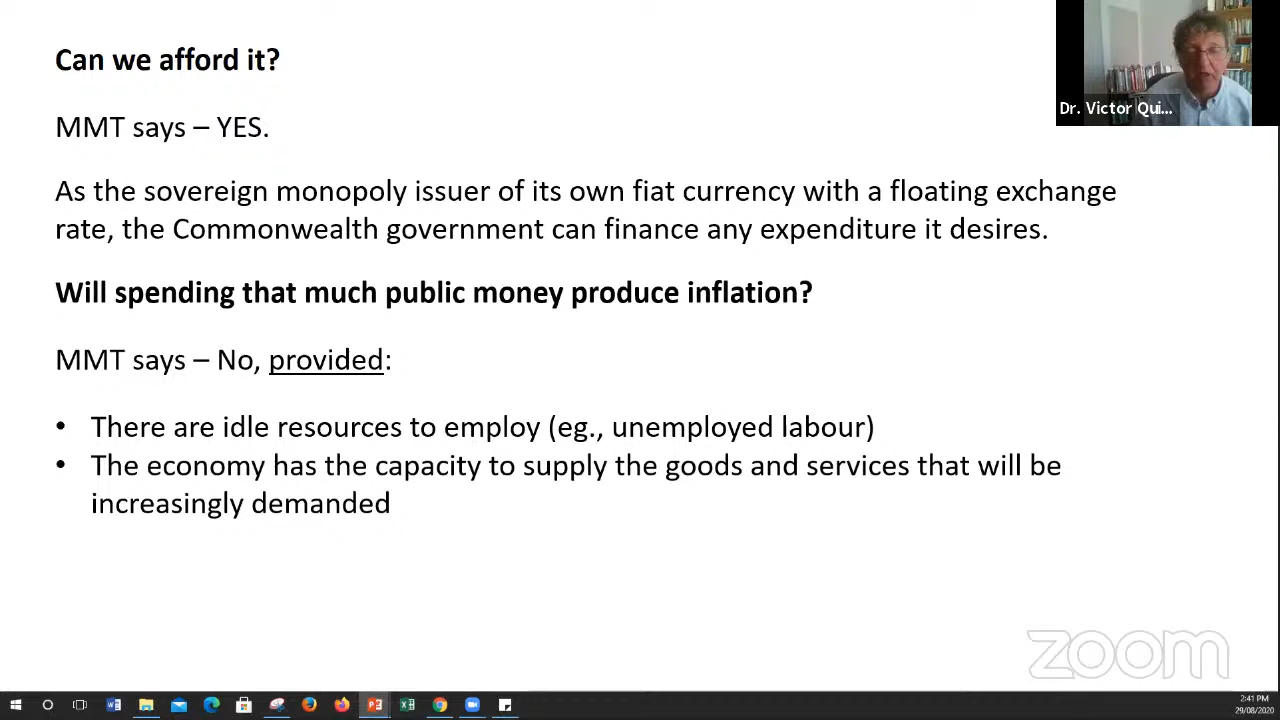 Can we afford it?
Dr. Victor Qui...
MMT says – YES.
As the sovereign monopoly issuer of its own fiat currency with a floating exchange
rate, the Commonwealth government can finance any expenditure it desires.
Will spending that much public money produce inflation?
MMT says – No, provided:
• There are idle resources to employ (eg., unemployed labour)
• The economy has the capacity to supply the goods and services that will be
increasingly demanded
zoom
2:41 PM
29/08/2020